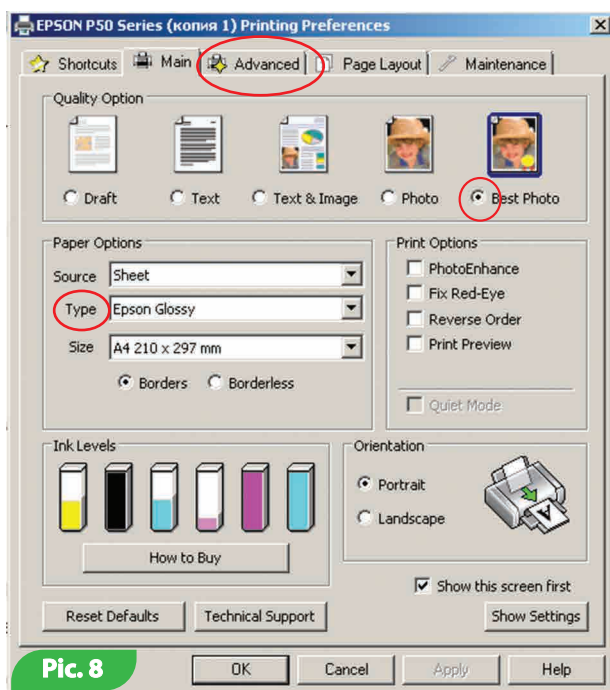 EPSON P50 Series (копия 1) Printing Preferences
Shortcuts Main Advanced Page Layout Maintenance
Quality Option
Draft Text Text & Image Photo Best Photo
Paper Options
Source Sheet
Type Epson Glossy
Size A4 210 x 297 mm
Borders Borderless
Print Options
PhotoEnhance
Fix Red-Eye
Reverse Order
Print Preview
Quiet Mode
Ink Levels
How to Buy
Orientation
Portrait
Landscape
A
Show this screen first
Reset Defaults Technical Support Show Settings
Pic. 8
OK Cancel Apply Help